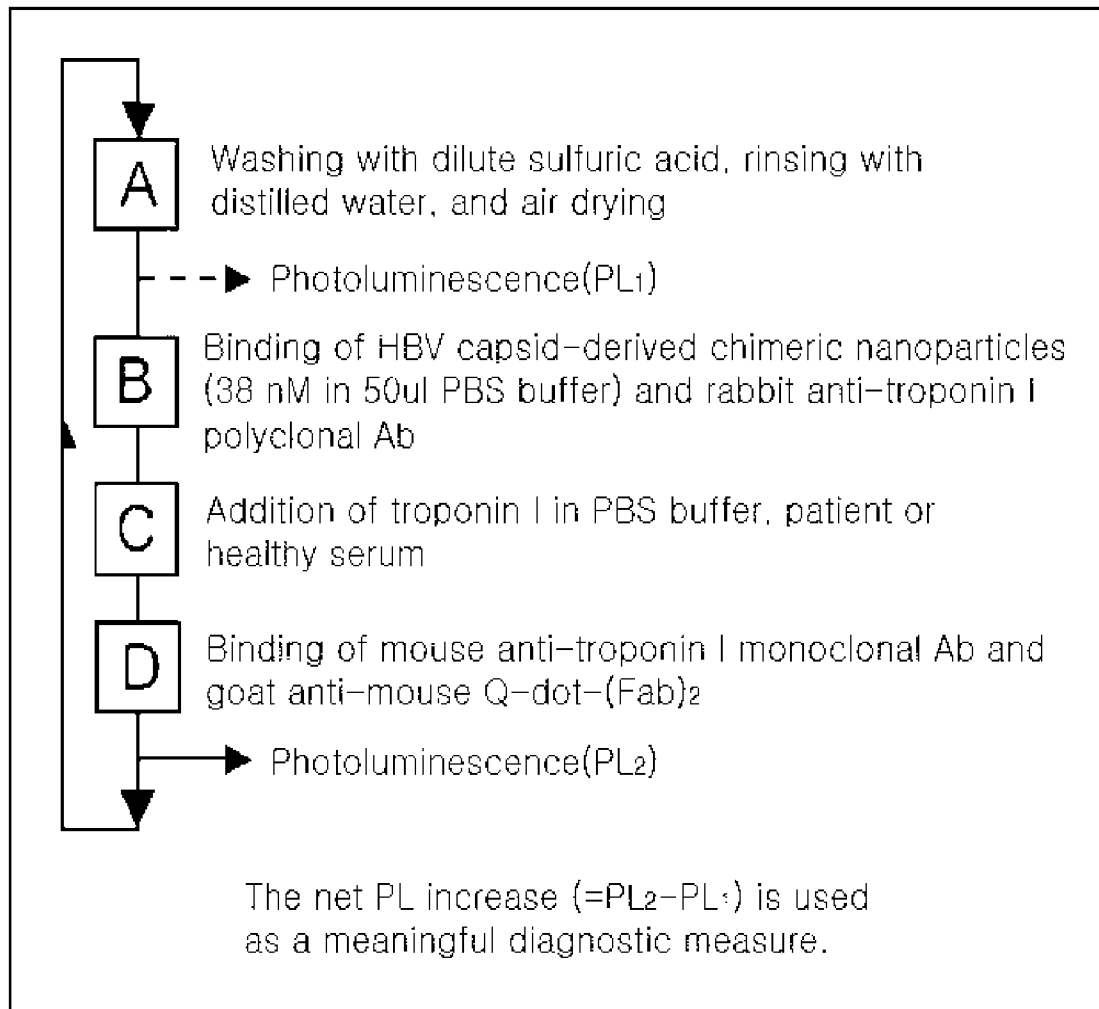 A
Washing with dilute sulfuric acid, rinsing with
distilled water, and air drying
Photoluminescence(PL1)
B
Binding of HBV capsid-derived chimeric nanoparticles
(38 nM in 50ul PBS buffer) and rabbit anti-troponin I
polyclonal Ab
C
Addition of troponin I in PBS buffer, patient or
healthy serum
D
Binding of mouse anti-troponin I monoclonal Ab and
goat anti-mouse Q-dot-(Fab)2
Photoluminescence(PL2)
The net PL increase (=PL2-PL1) is used
as a meaningful diagnostic measure.